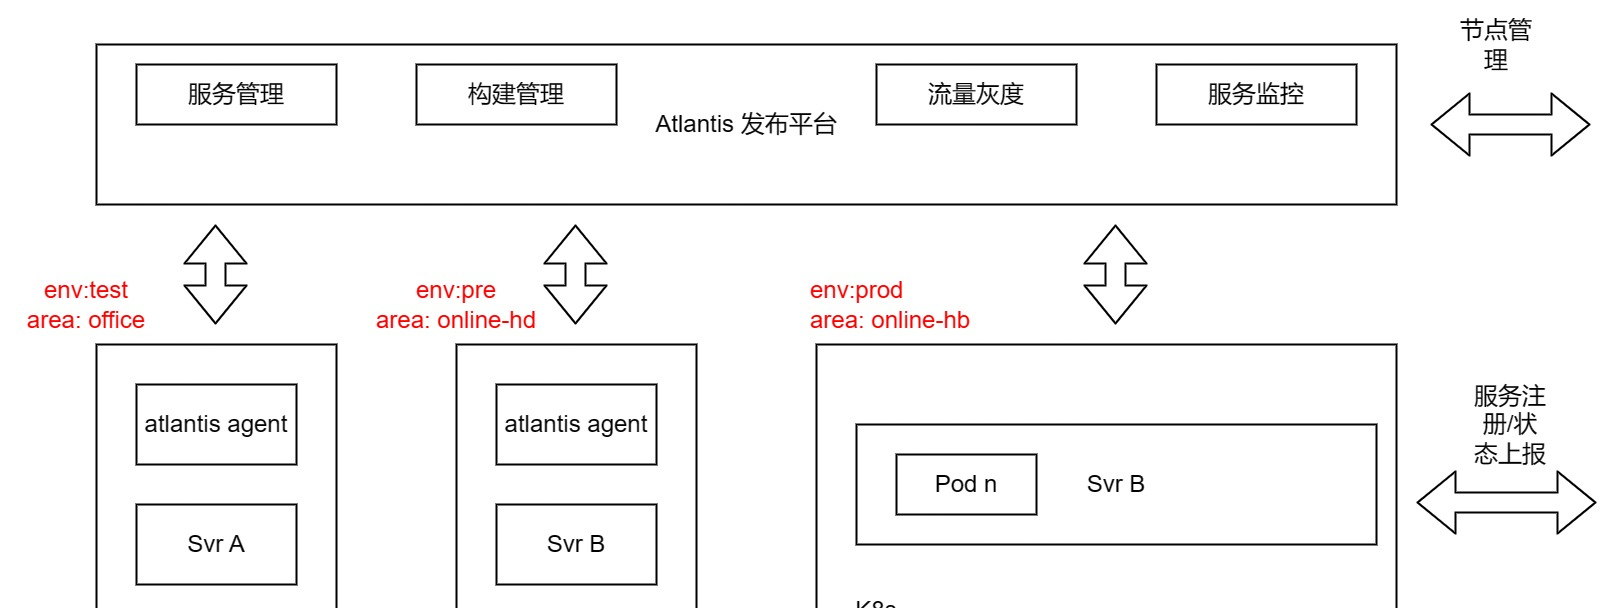 节点管
理
服务管理
构建管理
Atlantis 发布平台
流量灰度
服务监控
env:test
area: office
env:pre
area: online-hd
env:prod
area: online-hb
atlantis agent
atlantis agent
服务注
册/状
态上报
Pod n
Svr B
Svr A
Svr B